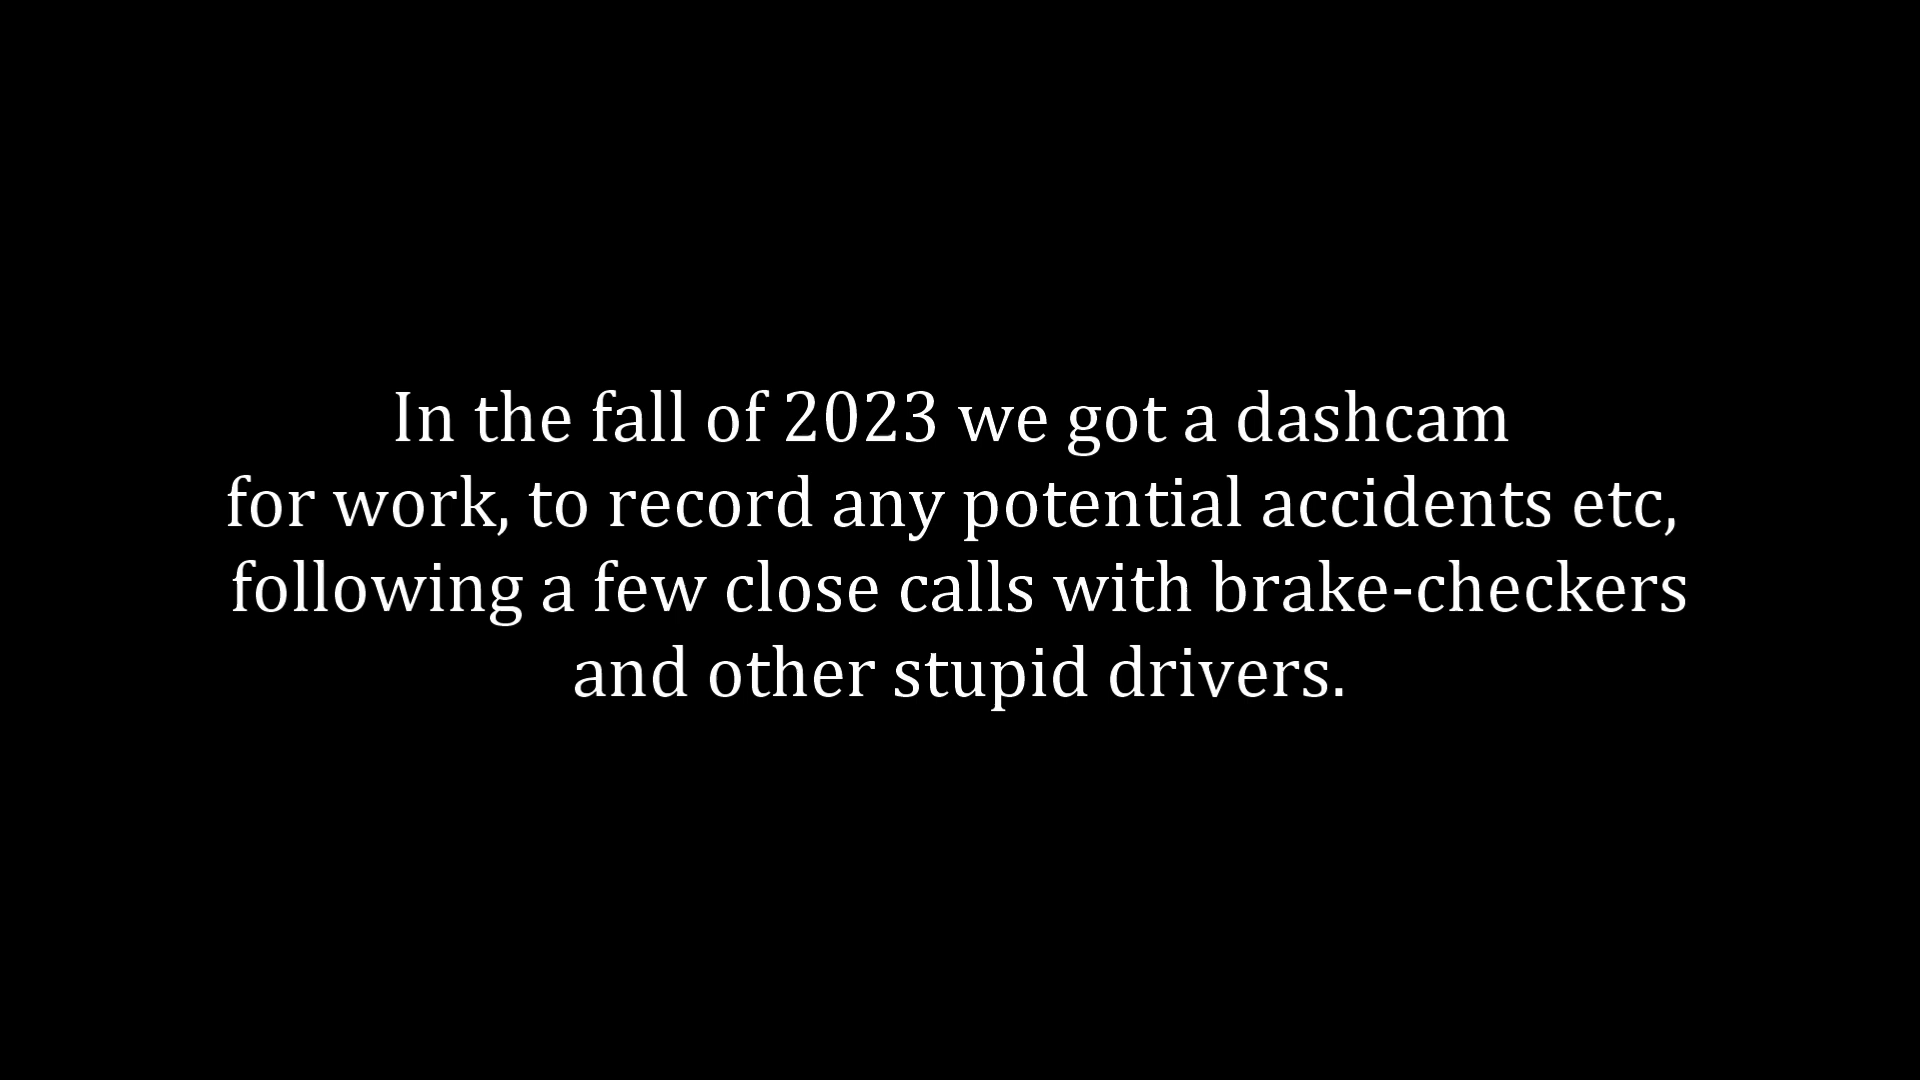 In the fall of 2023 we got a dashcam
for work, to record any potential accidents etc,
following a few close calls with brake-checkers
and other stupid drivers.